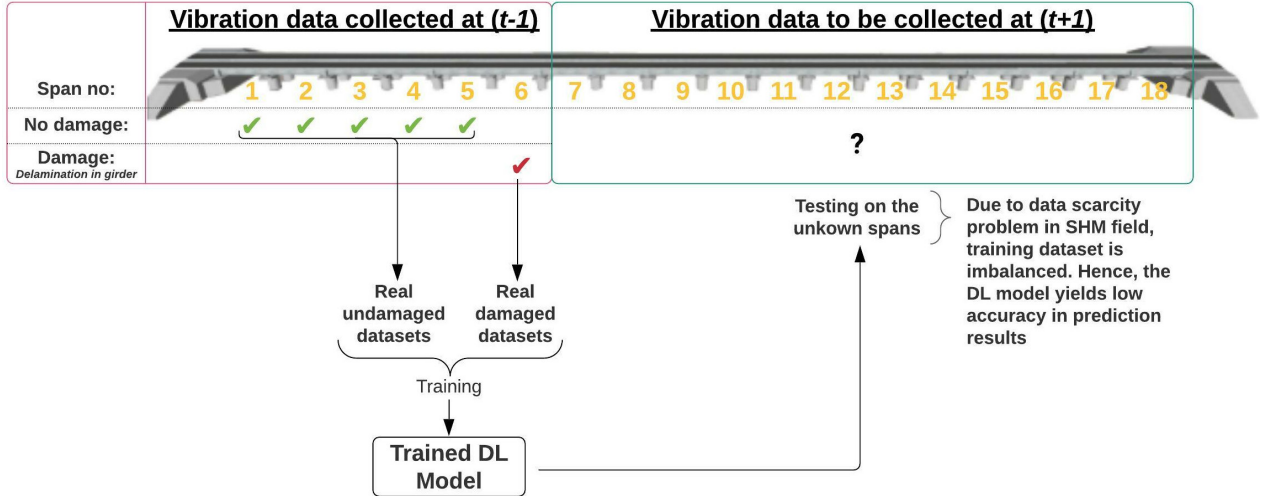 Vibration data collected at (t-1)
Vibration data to be collected at (t+1)
Span no:
1 2 3 4 5 6 7 8 9 10 11 12 13 14 15 16 17 18
No damage:
✔ ✔ ✔ ✔ ✔
?
Damage:
✔
Delamination in girder
Testing on the
unkown spans
Due to data scarcity
problem in SHM field,
training dataset is
imbalanced. Hence, the
DL model yields low
accuracy in prediction
results
Real
undamaged
datasets
Real
damaged
datasets
Training
Trained DL
Model